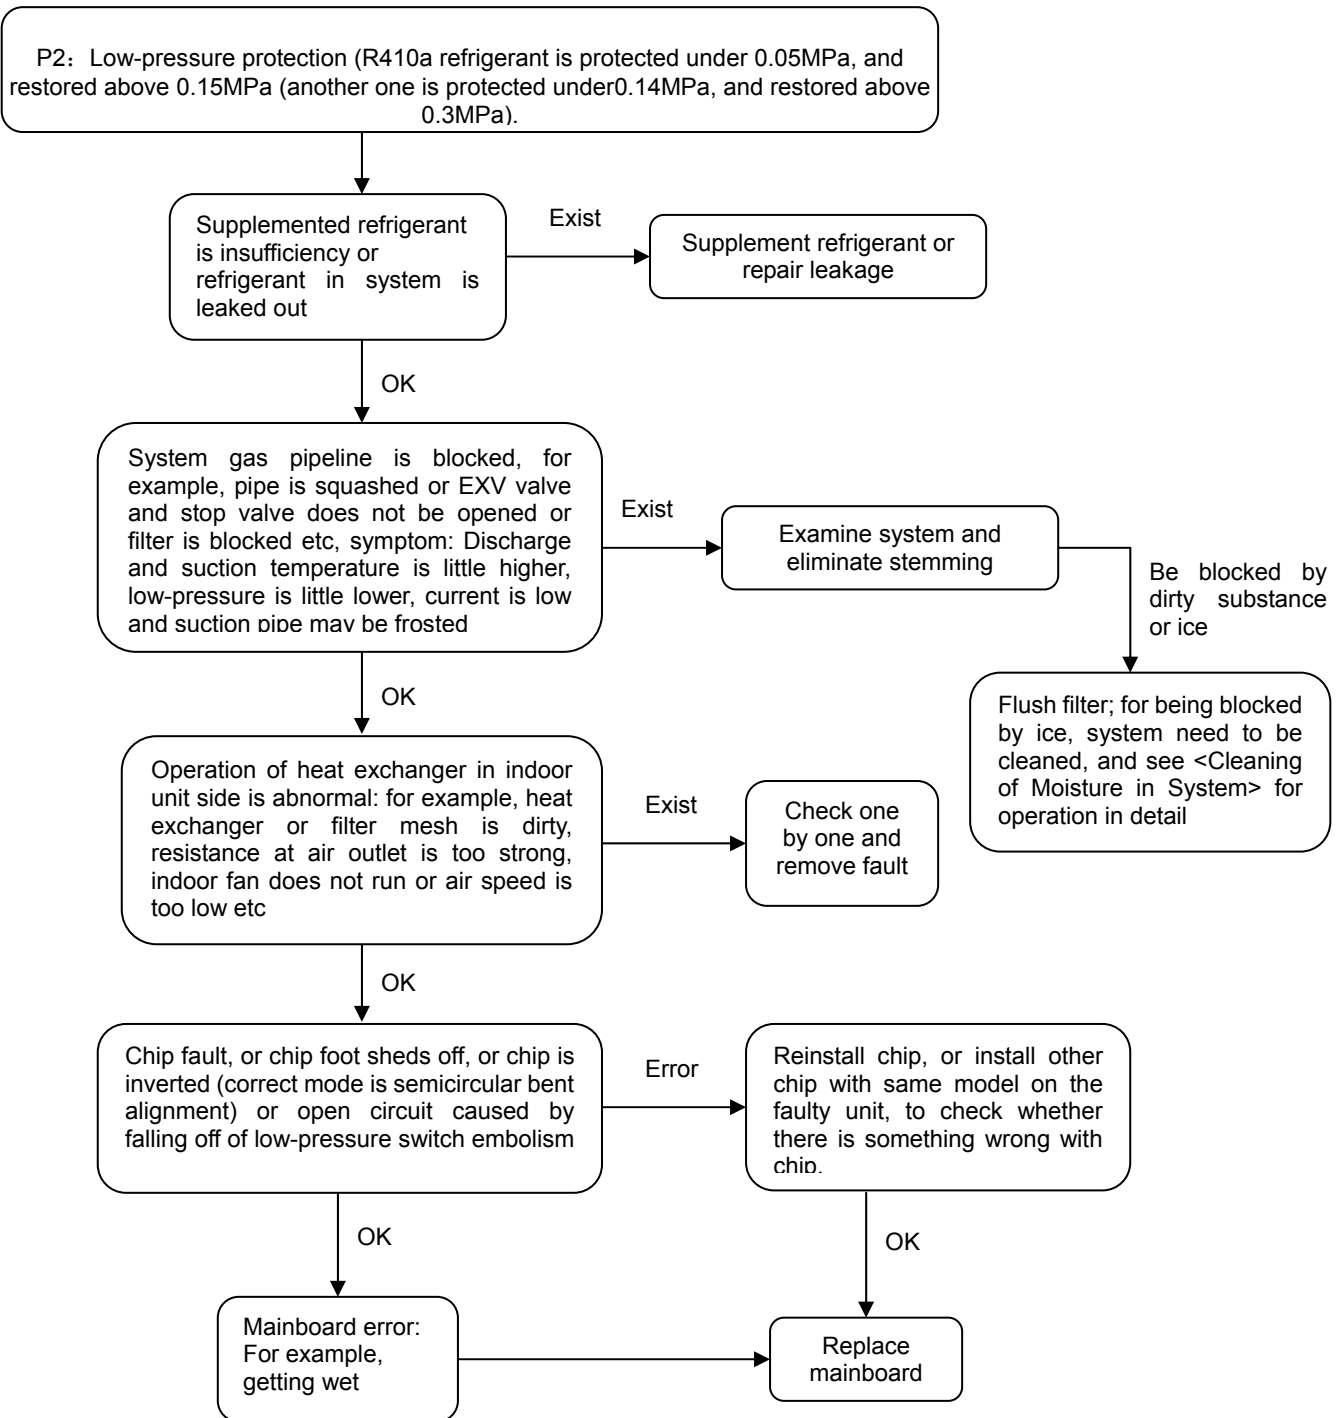 P2：Low-pressure protection (R410a refrigerant is protected under 0.05MPa, and
restored above 0.15MPa (another one is protected under0.14MPa, and restored above
0.3MPa).
Supplemented refrigerant
is insufficiency or
refrigerant in system is
leaked out
Exist
Supplement refrigerant or
repair leakage
OK
System gas pipeline is blocked, for
example, pipe is squashed or EXV valve
and stop valve does not be opened or
filter is blocked etc, symptom: Discharge
and suction temperature is little higher,
low-pressure is little lower, current is low
and suction pipe may be frosted
Exist
Examine system and
eliminate stemming
Be blocked by
dirty substance
or ice
Flush filter; for being blocked
by ice, system need to be
cleaned, and see <Cleaning
of Moisture in System> for
operation in detail
OK
Operation of heat exchanger in indoor
unit side is abnormal: for example, heat
exchanger or filter mesh is dirty,
resistance at air outlet is too strong,
indoor fan does not run or air speed is
too low etc
Exist
Check one
by one and
remove fault
OK
Chip fault, or chip foot sheds off, or chip is
inverted (correct mode is semicircular bent
alignment) or open circuit caused by
falling off of low-pressure switch embolism
Error
Reinstall chip, or install other
chip with same model on the
faulty unit, to check whether
there is something wrong with
chip.
OK
OK
Mainboard error:
For example,
getting wet
Replace
mainboard